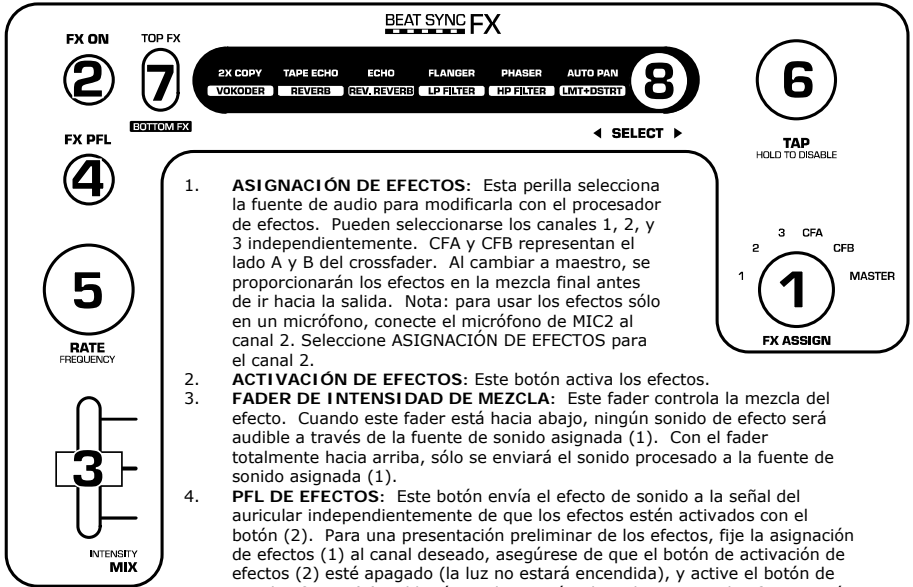 BEAT SYNC FX
FX ON
TOP FX
2
7
2X COPY TAPE ECHO ECHO FLANGER PHASER AUTO PAN
VOKODER REVERB REV. REVERB LP FILTER HP FILTER LMT+DSTRT
8
6
BOTTOM FX
◄ SELECT ►
TAP
HOLD TO DISABLE
FX PFL
4
5
RATE
FREQUENCY
3
INTENSITY
MIX
1 2 3 CFA CFB MASTER
1
FX ASSIGN
1. ASIGNACIÓN DE EFECTOS: Esta perilla selecciona
la fuente de audio para modificarla con el procesador
de efectos. Pueden seleccionarse los canales 1, 2, y
3 independientemente. CFA y CFB representan el
lado A y B del crossfader. Al cambiar a maestro, se
proporcionarán los efectos en la mezcla final antes
de ir hacia la salida. Nota: para usar los efectos sólo
en un micrófono, conecte el micrófono de MIC2 al
canal 2. Seleccione ASIGNACIÓN DE EFECTOS para
el canal 2.
2. ACTIVACIÓN DE EFECTOS: Este botón activa los efectos.
3. FADER DE INTENSIDAD DE MEZCLA: Este fader controla la mezcla del
efecto. Cuando este fader está hacia abajo, ningún sonido de efecto será
audible a través de la fuente de sonido asignada (1). Con el fader
totalmente hacia arriba, sólo se enviará el sonido procesado a la fuente de
sonido asignada (1).
4. PFL DE EFECTOS: Este botón envía el efecto de sonido a la señal del
auricular independientemente de que los efectos estén activados con el
botón (2). Para una presentación preliminar de los efectos, fije la asignación
de efectos (1) al canal deseado, asegúrese de que el botón de activación de
efectos (2) esté apagado (la luz no estará encendida), y active el botón de